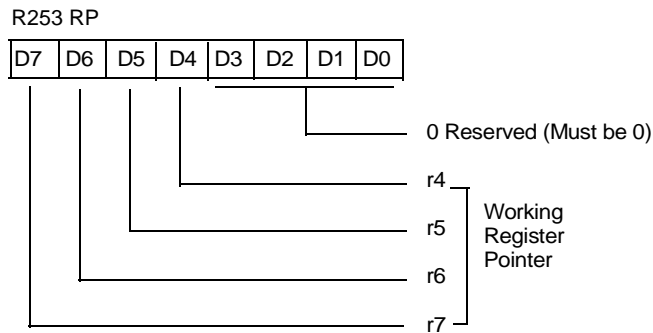 R253 RP
D7 D6 D5 D4 D3 D2 D1 D0
0 Reserved (Must be 0)
r4
r5
r6
r7
Working
Register
Pointer